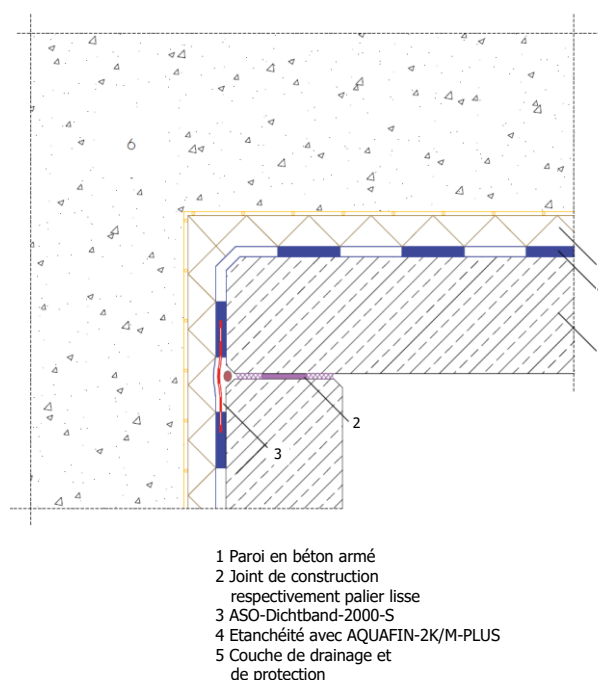 6
2
3
1 Paroi en béton armé
2 Joint de construction
respectivement palier lisse
3 ASO-Dichtband-2000-S
4 Etanchéité avec AQUAFIN-2K/M-PLUS
5 Couche de drainage et
de protection